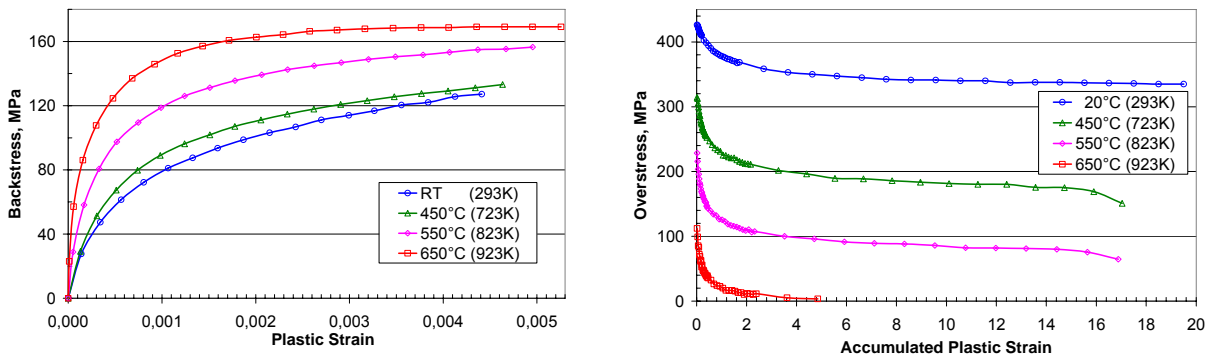 Backstress, MPa
160
120
80
40
0
0,000
0,001
0,002
0,003
0,004
0,005
Plastic Strain
RT (293K)
450°C (723K)
550°C (823K)
650°C (923K)
Overstress, MPa
400
300
200
100
0
0
2
4
6
8
10
12
14
16
18
20
Accumulated Plastic Strain
20°C (293K)
450°C (723K)
550°C (823K)
650°C (923K)